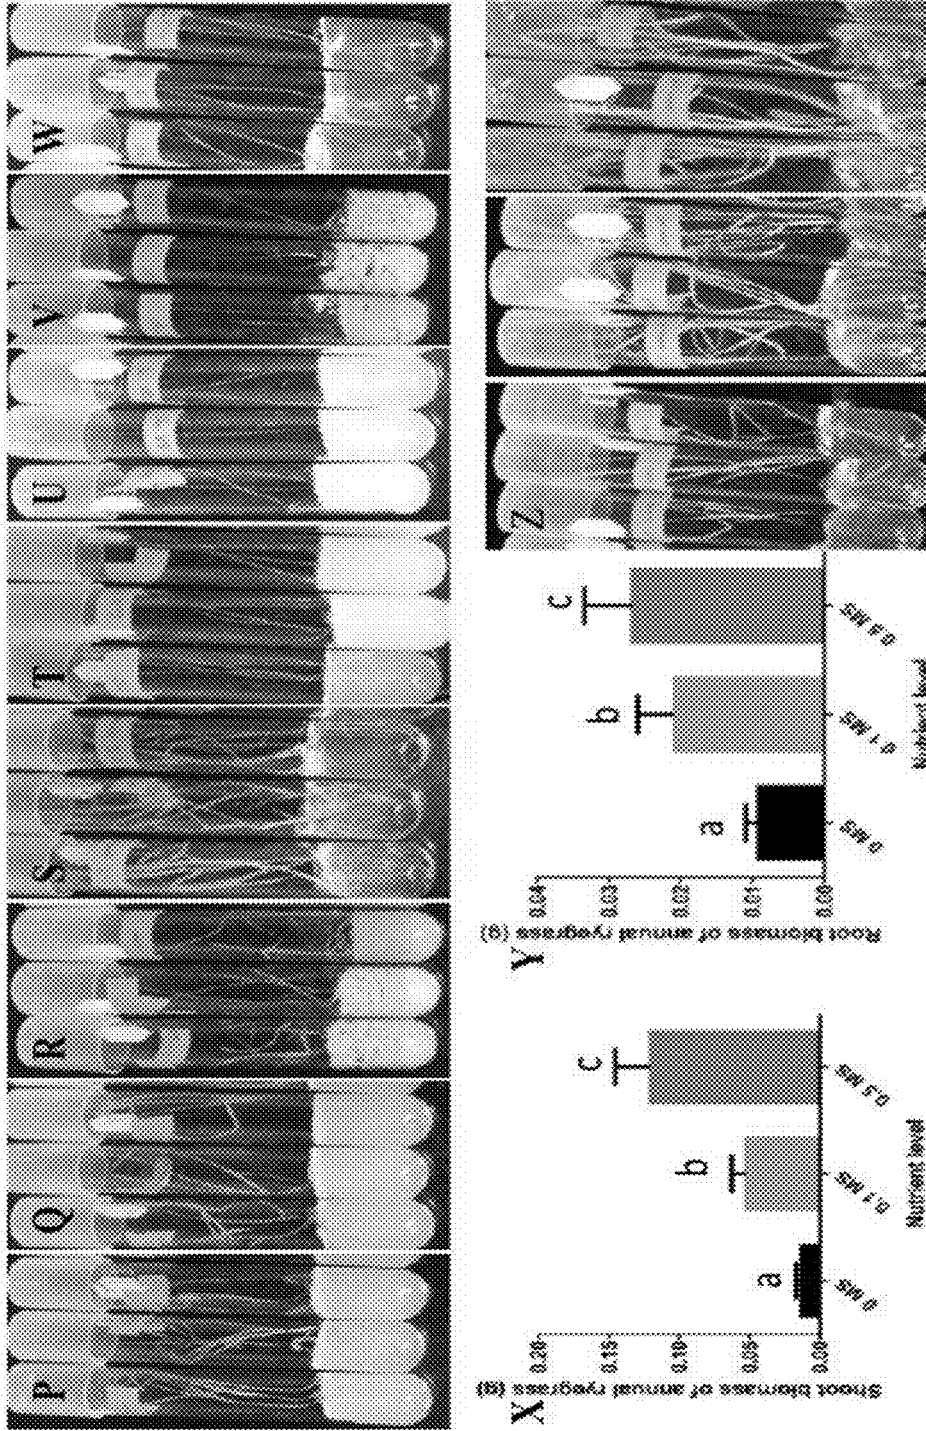 P Q R S T U V W
X
Shoot biomass of annual ryegrass (g)
0.20
0.15
0.10
0.05
0.00
a
b
c
0 MS
0.1 MS
0.5 MS
Nutrient level
Y
Root biomass of annual ryegrass (g)
0.04
0.03
0.02
0.01
0.00
a
b
c
0 MS
0.1 MS
0.5 MS
Nutrient level
Z